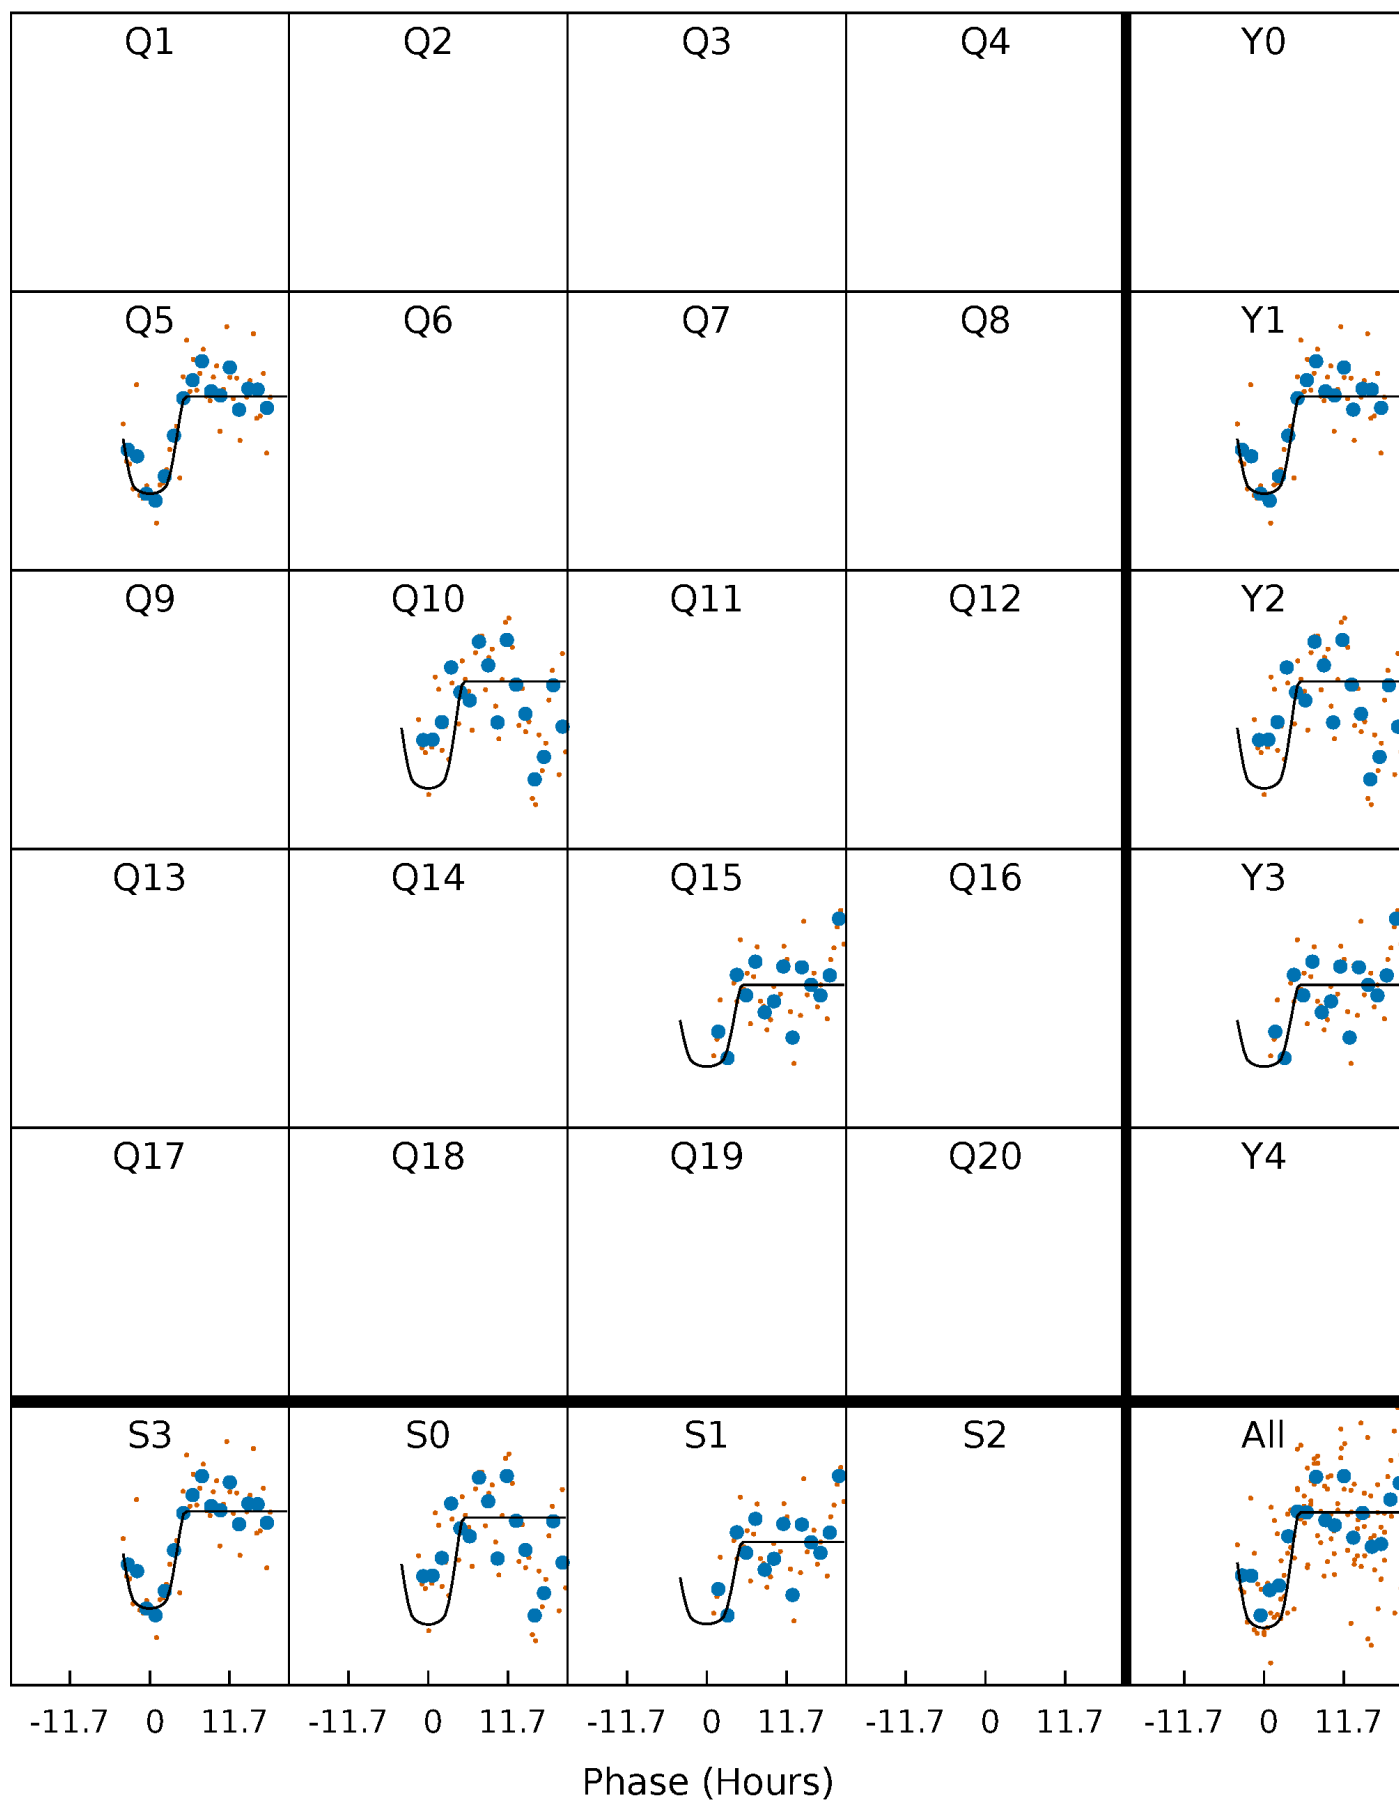 Q1 Q2 Q3 Q4 Y0
Q5 Q6 Q7 Q8 Y1
Q9 Q10 Q11 Q12 Y2
Q13 Q14 Q15 Q16 Y3
Q17 Q18 Q19 Q20 Y4
S3 S0 S1 S2 All
-11.7 0 11.7 -11.7 0 11.7 -11.7 0 11.7 -11.7 0 11.7 -11.7 0 11.7
Phase (Hours)